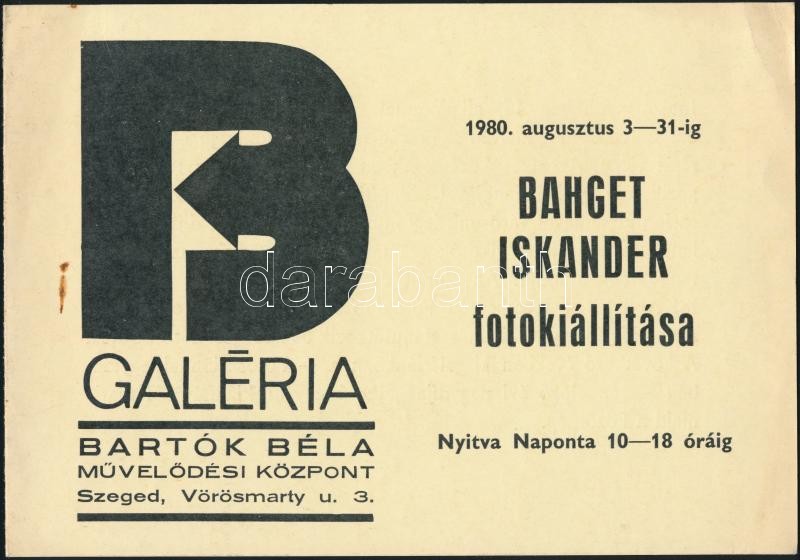 B
GALÉRIA
BARTÓK BÉLA
MŰVELŐDÉSI KÖZPONT
Szeged, Vörösmarty u. 3.
1980. augusztus 3—31-ig
BAHGET
ISKANDER
fotokiállítása
Nyitva Naponta 10—18 óráig
darabanth